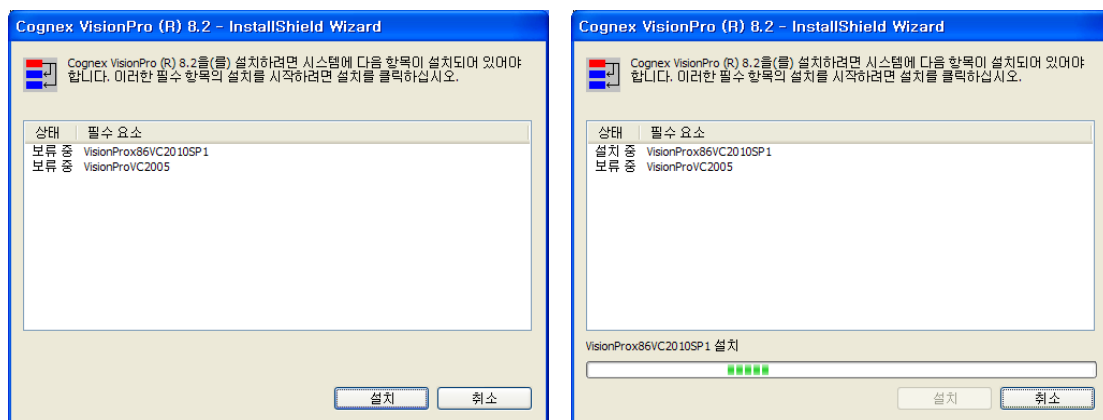 Cognex VisionPro (R) 8.2 - InstallShield Wizard
Cognex VisionPro (R) 8.2을(를) 설치하려면 시스템에 다음 항목이 설치되어 있어야
합니다. 이러한 필수 항목의 설치를 시작하려면 설치를 클릭하십시오.
상태 필수 요소
보류 중 VisionProx86VC2010SP1
보류 중 VisionProVC2005
설치 취소
Cognex VisionPro (R) 8.2 - InstallShield Wizard
Cognex VisionPro (R) 8.2을(를) 설치하려면 시스템에 다음 항목이 설치되어 있어야
합니다. 이러한 필수 항목의 설치를 시작하려면 설치를 클릭하십시오.
상태 필수 요소
설치 중 VisionProx86VC2010SP1
보류 중 VisionProVC2005
VisionProx86VC2010SP1 설치
설치 취소